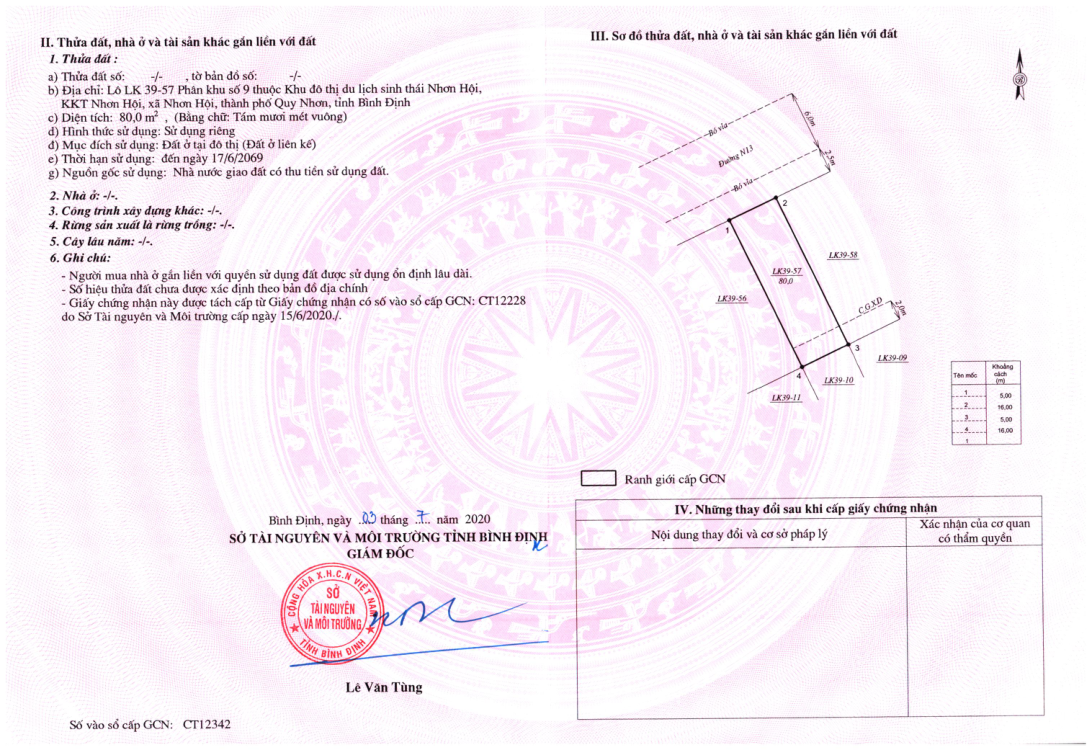 II. Thửa đất, nhà ở và tài sản khác gắn liền với đất
1. Thửa đất :
a) Thửa đất số: -/- , tờ bản đồ số: -/-
b) Địa chỉ: Lô LK 39-57 Phân khu số 9 thuộc Khu đô thị du lịch sinh thái Nhơn Hội,
KKT Nhơn Hội, xã Nhơn Hội, thành phố Quy Nhơn, tỉnh Bình Định
c) Diện tích: 80,0 m² , (Bằng chữ: Tám mươi mét vuông)
d) Hình thức sử dụng: Sử dụng riêng
đ) Mục đích sử dụng: Đất ở tại đô thị (Đất ở liên kế)
e) Thời hạn sử dụng: đến ngày 17/6/2069
g) Nguồn gốc sử dụng: Nhà nước giao đất có thu tiền sử dụng đất.
2. Nhà ở: -/-.
3. Công trình xây dựng khác: -/-.
4. Rừng sản xuất là rừng trồng: -/-.
5. Cây lâu năm: -/-.
6. Ghi chú:
- Người mua nhà ở gắn liền với quyền sử dụng đất được sử dụng ổn định lâu dài.
- Số hiệu thửa đất chưa được xác định theo bản đồ địa chính
- Giấy chứng nhận này được tách cấp từ Giấy chứng nhận có số vào sổ cấp GCN: CT12228
do Sở Tài nguyên và Môi trường cấp ngày 15/6/2020./.
Bình Định, ngày 03 tháng 7 năm 2020
SỞ TÀI NGUYÊN VÀ MÔI TRƯỜNG TỈNH BÌNH ĐỊNH
GIÁM ĐỐC
CỘNG HÒA X.H.C.N VIỆT NAM
SỞ
TÀI NGUYÊN
VÀ MÔI TRƯỜNG
TỈNH BÌNH ĐỊNH
Lê Văn Tùng
Số vào sổ cấp GCN: CT12342
III. Sơ đồ thửa đất, nhà ở và tài sản khác gắn liền với đất
Bó vỉa
6.0m
Đường N13
2.5m
Bó vỉa
2
1
LK39-58
LK39-57
80,0
LK39-56
C.G.XD
2.0m
3
LK39-09
4
LK39-10
LK39-11
Tên mốc
Khoảng
cách
(m)
1
5,00
2
16,00
3
5,00
4
16,00
1
Ranh giới cấp GCN
IV. Những thay đổi sau khi cấp giấy chứng nhận
Nội dung thay đổi và cơ sở pháp lý
Xác nhận của cơ quan
có thẩm quyền